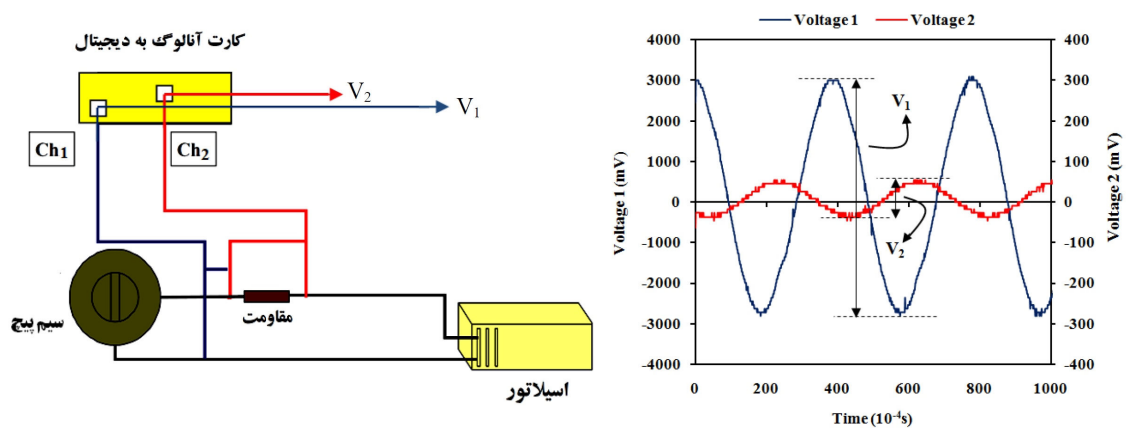 کارت آنالوگ به دیجیتال
V2
V1
Ch1
Ch2
سیم پیچ
مقاومت
اسیلاتور
Voltage 1
Voltage 2
4000
3000
2000
1000
0
-1000
-2000
-3000
-4000
Voltage 1 (mV)
400
300
200
100
0
-100
-200
-300
-400
Voltage 2 (mV)
V1
V2
0
200
400
600
800
1000
Time (10⁻⁴s)